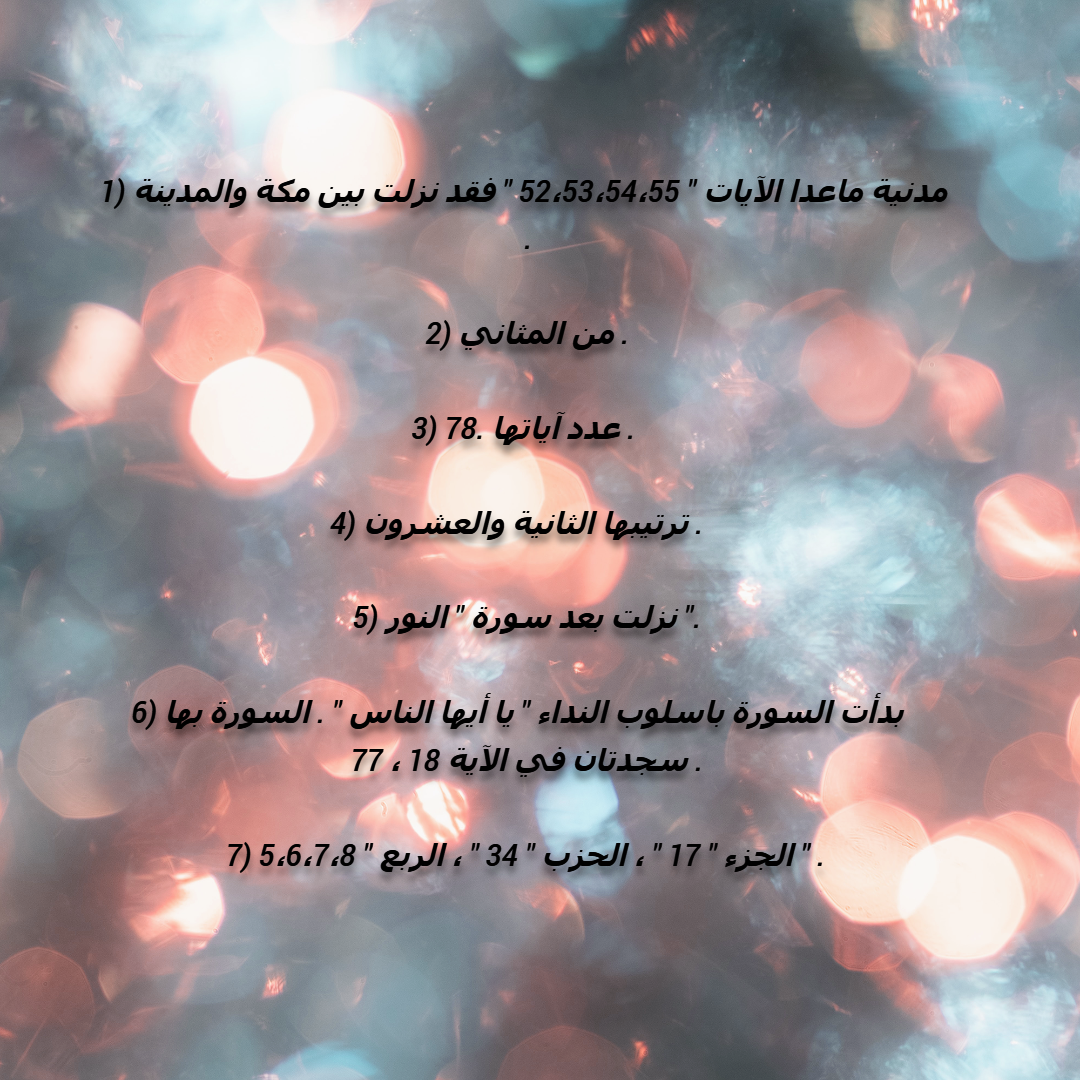 1) مدنية ماعدا الآيات " 52،53،54،55 " فقد نزلت بين مكة والمدينة
.
2) من المثاني .
3) عدد آياتها .78 .
4) ترتيبها الثانية والعشرون .
5) نزلت بعد سورة " النور ".
6) بدأت السورة باسلوب النداء " يا أيها الناس " . السورة بها
سجدتان في الآية 18 ، 77 .
7) الجزء " 17 " ، الحزب " 34 " ، الربع " 5،6،7،8 " .